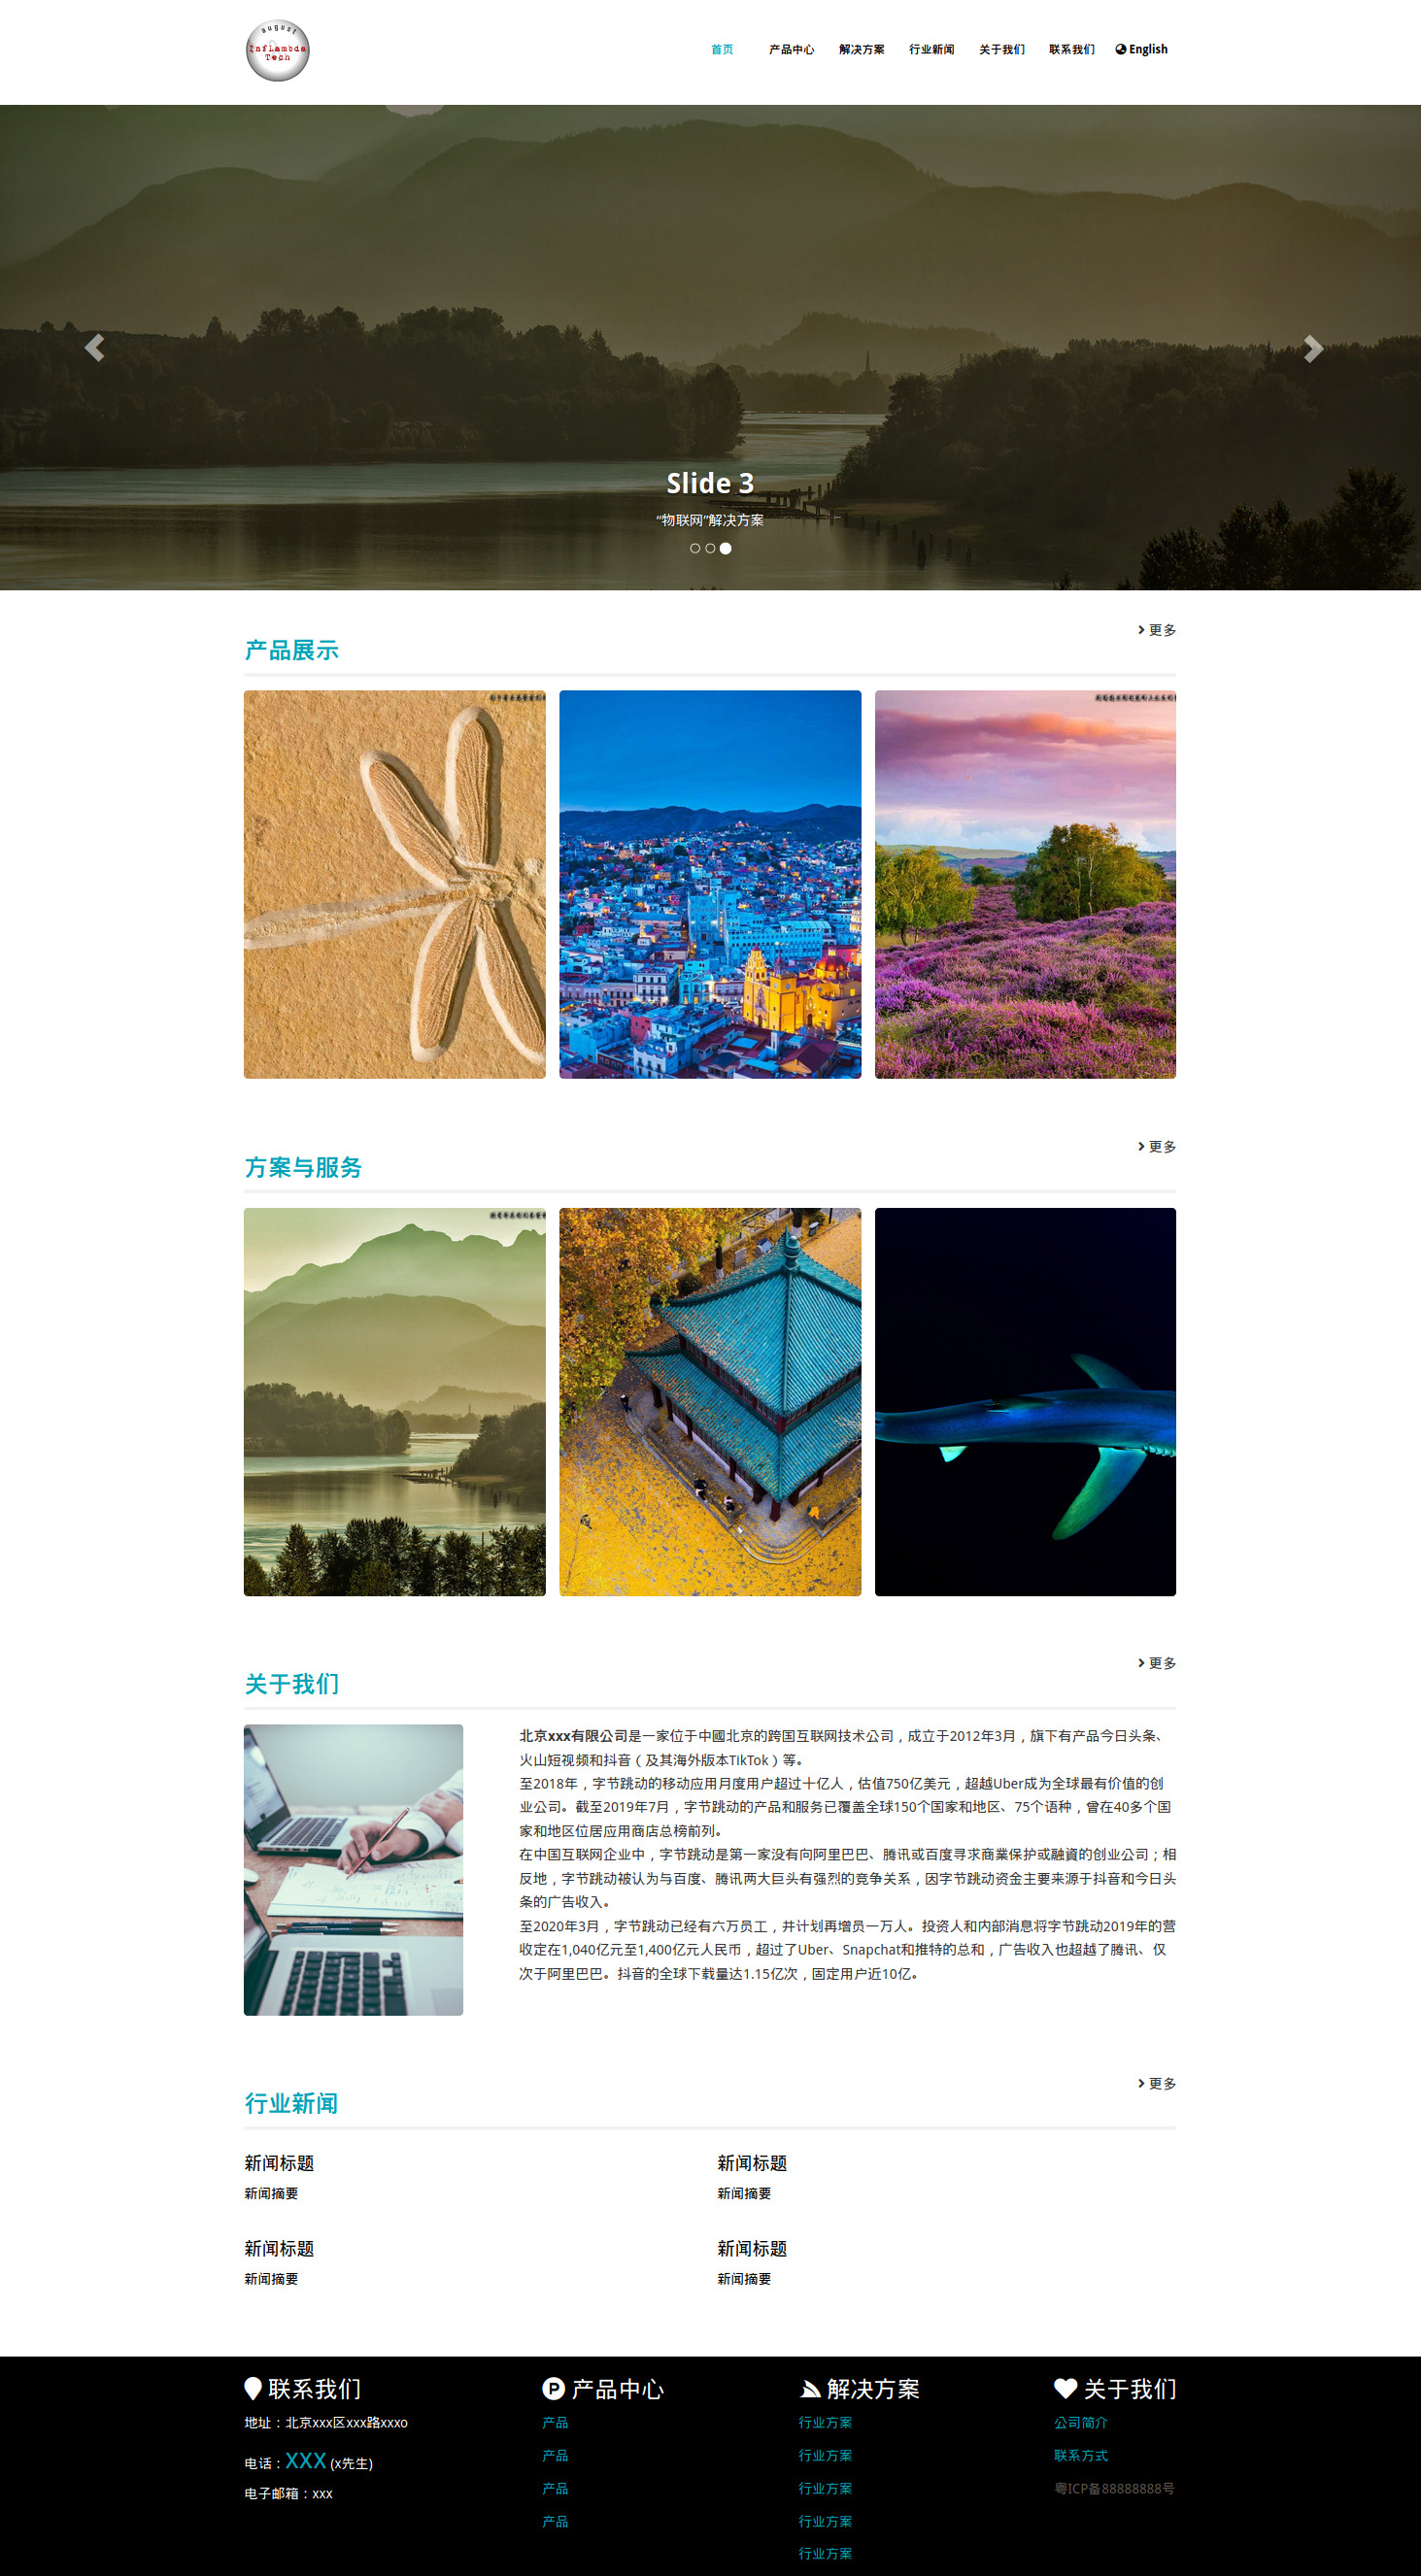 august
InfLambda
Tech
首页 产品中心 解决方案 行业新闻 关于我们 联系我们 English
Slide 3
“物联网”解决方案
更多
产品展示
更多
方案与服务
更多
关于我们
北京xxx有限公司是一家位于中國北京的跨国互联网技术公司，成立于2012年3月，旗下有产品今日头条、
火山短视频和抖音（及其海外版本TikTok）等。
至2018年，字节跳动的移动应用月度用户超过十亿人，估值750亿美元，超越Uber成为全球最有价值的创
业公司。截至2019年7月，字节跳动的产品和服务已覆盖全球150个国家和地区、75个语种，曾在40多个国
家和地区位居应用商店总榜前列。
在中国互联网企业中，字节跳动是第一家没有向阿里巴巴、腾讯或百度寻求商業保护或融資的创业公司；相
反地，字节跳动被认为与百度、腾讯两大巨头有强烈的竞争关系，因字节跳动资金主要来源于抖音和今日头
条的广告收入。
至2020年3月，字节跳动已经有六万员工，并计划再增员一万人。投资人和内部消息将字节跳动2019年的营
收定在1,040亿元至1,400亿元人民币，超过了Uber、Snapchat和推特的总和，广告收入也超越了腾讯、仅
次于阿里巴巴。抖音的全球下载量达1.15亿次，固定用户近10亿。
更多
行业新闻
新闻标题 新闻标题
新闻摘要 新闻摘要
新闻标题 新闻标题
新闻摘要 新闻摘要
联系我们 产品中心 解决方案 关于我们
地址：北京xxx区xxx路xxxo 产品 行业方案 公司简介
电话：XXX (x先生) 产品 行业方案 联系方式
电子邮箱：xxx 产品 行业方案 粤ICP备88888888号
产品 行业方案
行业方案